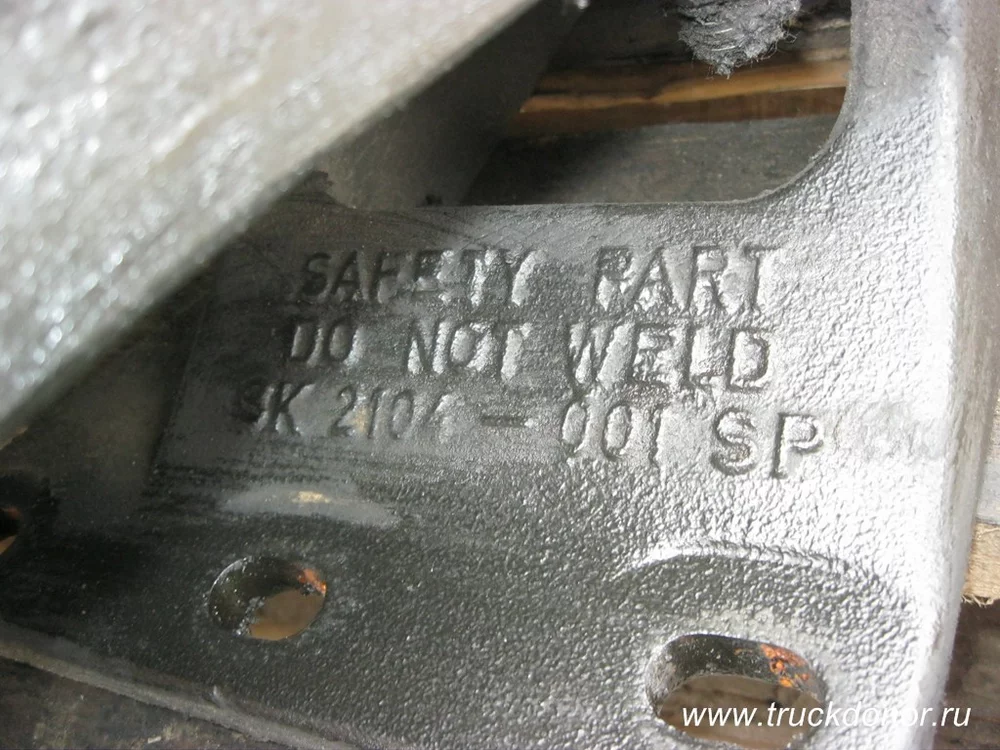 SAFETY PART
DO NOT WELD
SK 2104-001 SP
www.truckdonor.ru